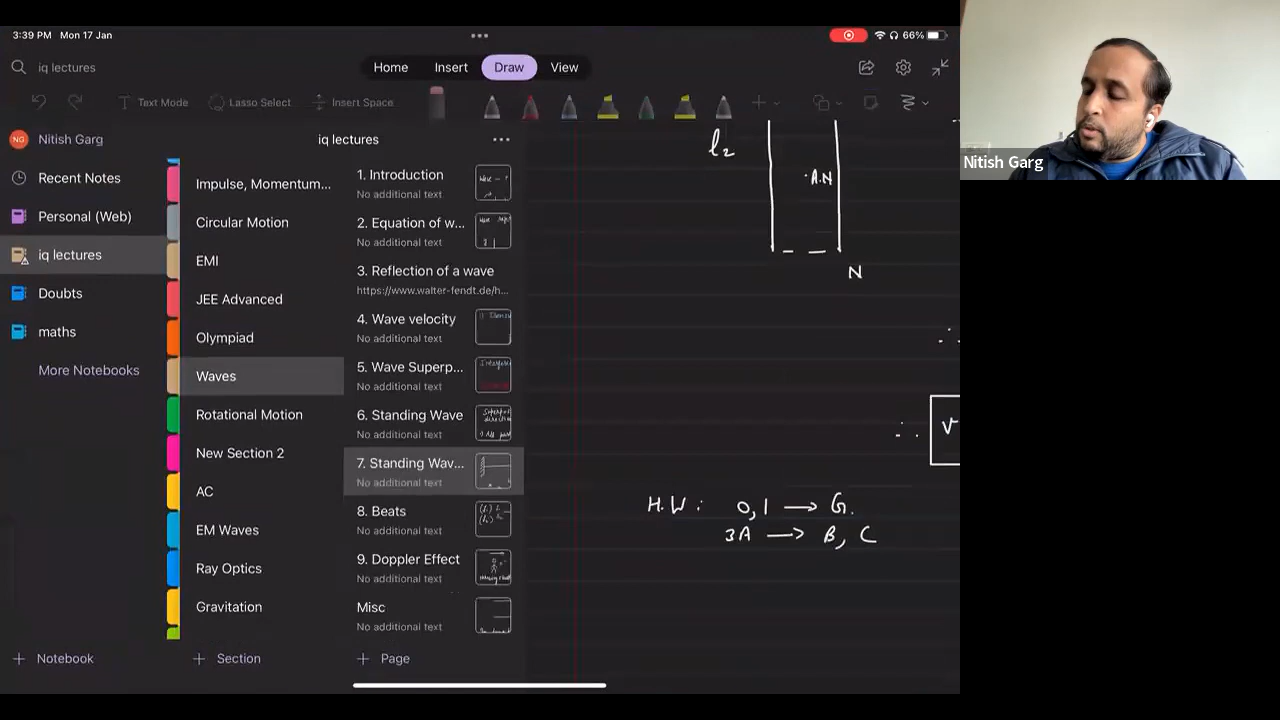 3:39 PM Mon 17 Jan
66%
iq lectures
Home
Insert
Draw
View
Text Mode
Lasso Select
Insert Space
NG
Nitish Garg
Recent Notes
Personal (Web)
iq lectures
Doubts
maths
More Notebooks
Notebook
Impulse, Momentum...
Circular Motion
EMI
JEE Advanced
Olympiad
Waves
Rotational Motion
New Section 2
AC
EM Waves
Ray Optics
Gravitation
Section
iq lectures
1. Introduction
No additional text
2. Equation of w...
No additional text
3. Reflection of a wave
https://www.walter-fendt.de/h...
4. Wave velocity
No additional text
5. Wave Superp...
No additional text
6. Standing Wave
No additional text
7. Standing Wav...
No additional text
8. Beats
No additional text
9. Doppler Effect
No additional text
Misc
No additional text
Page
l₂
A.N
N
∴
∴ V
H.W: 0,1 → G.
3A → B, C
Nitish Garg